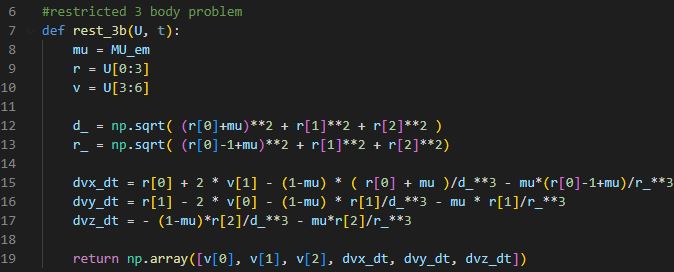 6 #restricted 3 body problem
7 def rest_3b(U, t):
8     mu = MU_em
9     r = U[0:3]
10     v = U[3:6]
11
12     d_ = np.sqrt( (r[0]+mu)**2 + r[1]**2 + r[2]**2 )
13     r_ = np.sqrt( (r[0]-1+mu)**2 + r[1]**2 + r[2]**2)
14
15     dvx_dt = r[0] + 2 * v[1] - (1-mu) * ( r[0] + mu )/d_**3 - mu*(r[0]-1+mu)/r_**3
16     dvy_dt = r[1] - 2 * v[0] - (1-mu) * r[1]/d_**3 - mu * r[1]/r_**3
17     dvz_dt = - (1-mu)*r[2]/d_**3 - mu*r[2]/r_**3
18
19     return np.array([v[0], v[1], v[2], dvx_dt, dvy_dt, dvz_dt])